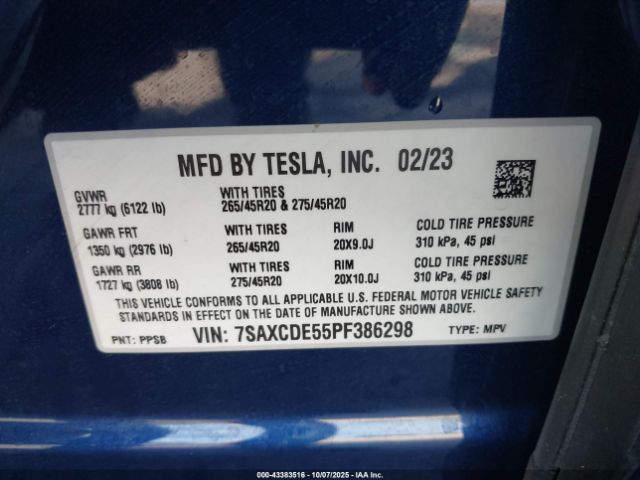 MFD BY TESLA, INC. 02/23
GVWR
2777 kg (6122 lb)
WITH TIRES
265/45R20 & 275/45R20
GAWR FRT
1350 kg (2976 lb)
WITH TIRES
265/45R20
RIM
20X9.0J
COLD TIRE PRESSURE
310 kPa, 45 psi
GAWR RR
1727 kg (3808 lb)
WITH TIRES
275/45R20
RIM
20X10.0J
COLD TIRE PRESSURE
310 kPa, 45 psi
THIS VEHICLE CONFORMS TO ALL APPLICABLE U.S. FEDERAL MOTOR VEHICLE SAFETY
STANDARDS IN EFFECT ON THE DATE OF MANUFACTURE SHOWN ABOVE.
PNT: PPSB VIN: 7SAXCDE55PF386298 TYPE: MPV
000-43383516 - 10/07/2025 - IAA Inc.